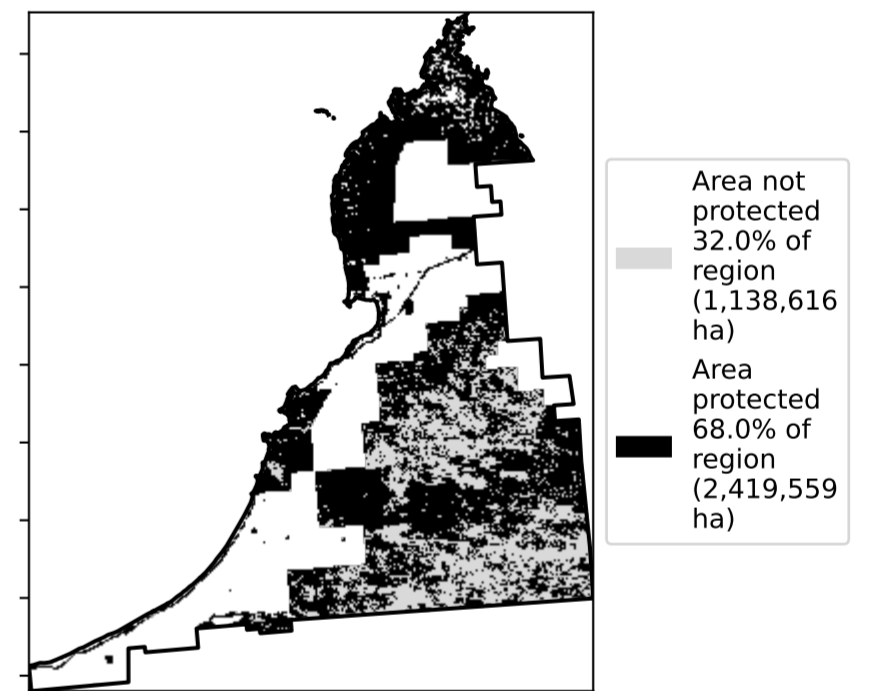 Area not
protected
32.0% of
region
(1,138,616
ha)
Area
protected
68.0% of
region
(2,419,559
ha)